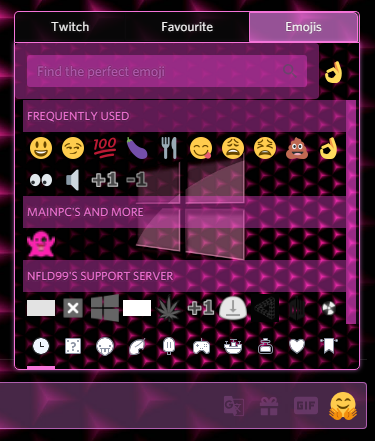 Twitch Favourite Emojis
Find the perfect emoji
FREQUENTLY USED
100
+1 -1
MAINPC'S AND MORE
NFLD99'S SUPPORT SERVER
+1
GIF